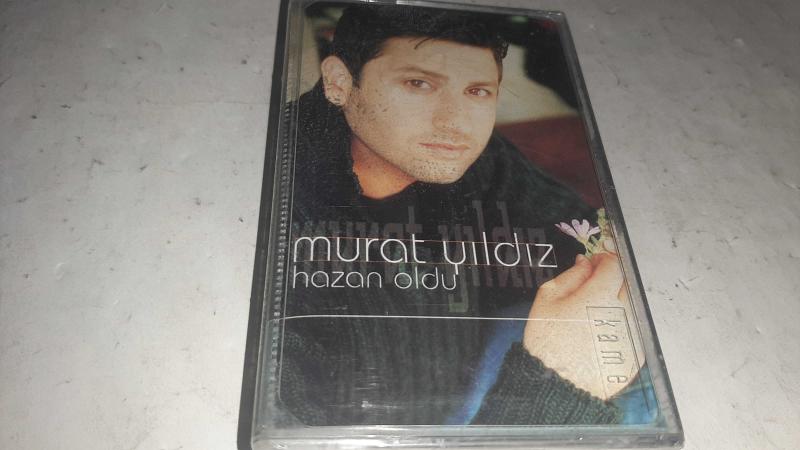 murat yıldız
hazan oldu
kame